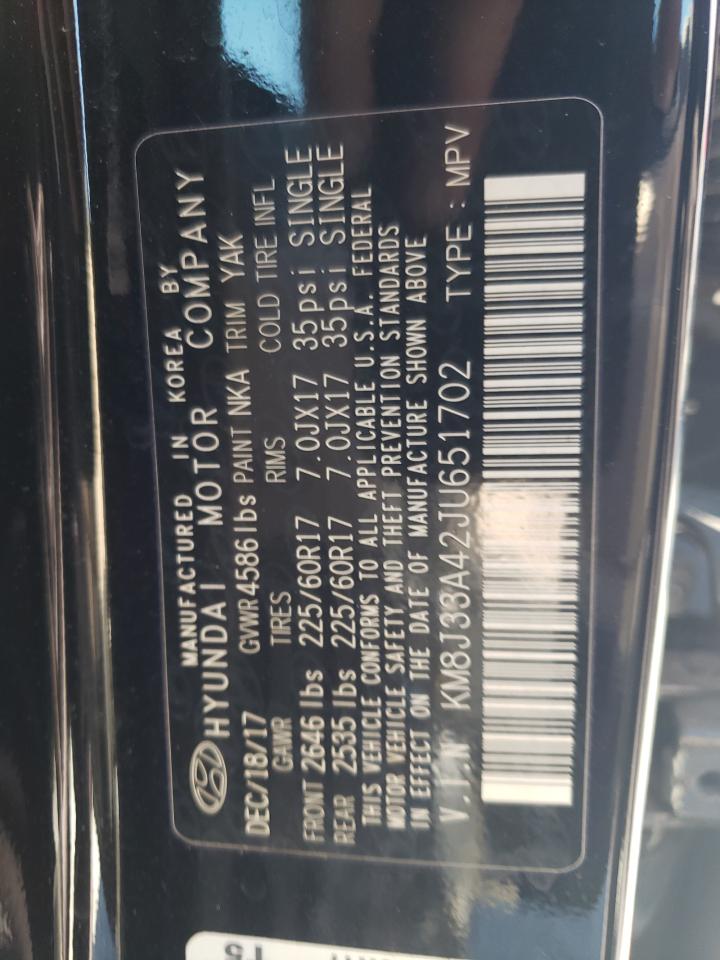 MANUFACTURED IN KOREA BY
HYUNDAI MOTOR COMPANY
DEC/18/17 GVWR 4586 lbs PAINT NKA TRIM YAK
GAWR TIRES RIMS COLD TIRE INFL
FRONT 2646 lbs 225/60R17 7.0JX17 35psi SINGLE
REAR 2535 lbs 225/60R17 7.0JX17 35psi SINGLE
THIS VEHICLE CONFORMS TO ALL APPLICABLE U.S.A. FEDERAL
MOTOR VEHICLE SAFETY AND THEFT PREVENTION STANDARDS
IN EFFECT ON THE DATE OF MANUFACTURE SHOWN ABOVE
V.I.N KM8J33A42JU651702 TYPE : MPV